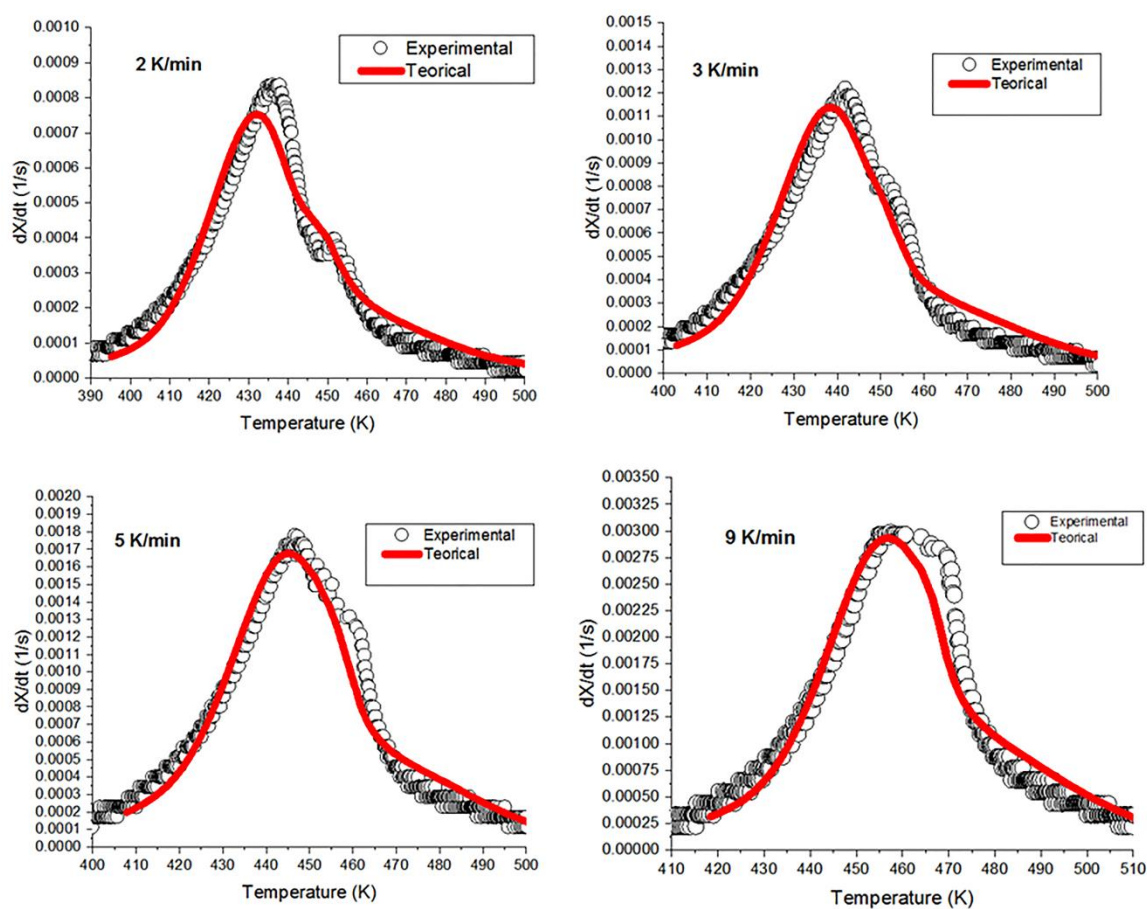 0.0010
0.0009
0.0008
0.0007
0.0006
0.0005
0.0004
0.0003
0.0002
0.0001
0.0000
dX/dt (1/s)
2 K/min
Experimental
Teorical
390 400 410 420 430 440 450 460 470 480 490 500
Temperature (K)
0.0015
0.0014
0.0013
0.0012
0.0011
0.0010
0.0009
0.0008
0.0007
0.0006
0.0005
0.0004
0.0003
0.0002
0.0001
0.0000
dX/dt (1/s)
3 K/min
Experimental
Teorical
400 410 420 430 440 450 460 470 480 490 500
Temperature (K)
0.0020
0.0019
0.0018
0.0017
0.0016
0.0015
0.0014
0.0013
0.0012
0.0011
0.0010
0.0009
0.0008
0.0007
0.0006
0.0005
0.0004
0.0003
0.0002
0.0001
0.0000
dX/dt (1/s)
5 K/min
Experimental
Teorical
400 410 420 430 440 450 460 470 480 490 500
Temperature (K)
0.00350
0.00325
0.00300
0.00275
0.00250
0.00225
0.00200
0.00175
0.00150
0.00125
0.00100
0.00075
0.00050
0.00025
0.00000
dX/dt (1/s)
9 K/min
Experimental
Teorical
410 420 430 440 450 460 470 480 490 500 510
Temperature (K)